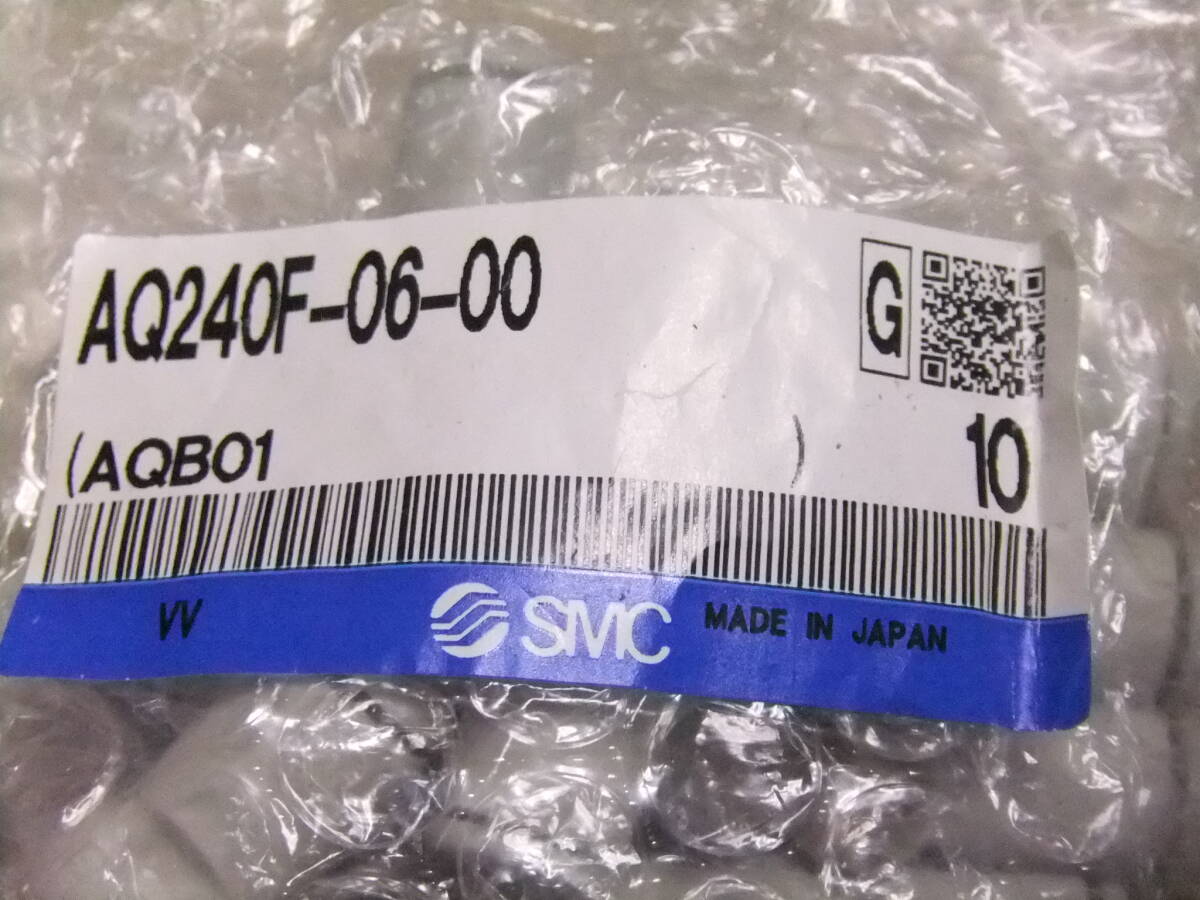 AQ240F-06-00
G
(AQB01 )
10
VV SMC MADE IN JAPAN